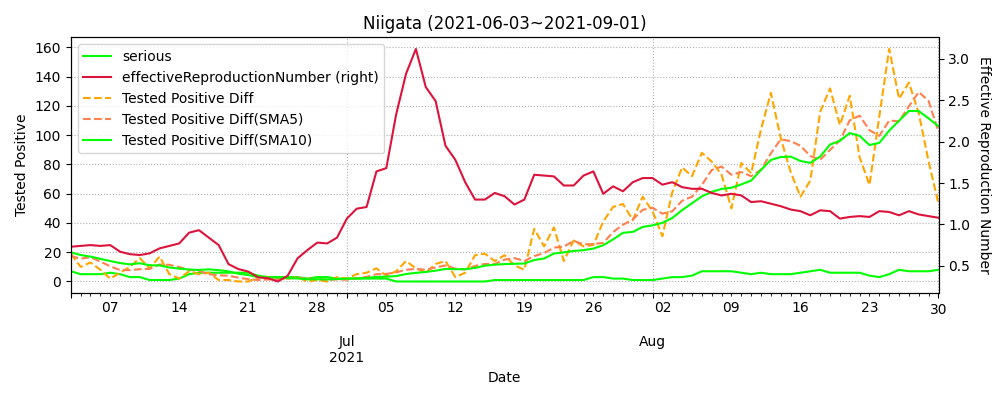 Niigata (2021-06-03~2021-09-01)
serious
effectiveReproductionNumber (right)
Tested Positive Diff
Tested Positive Diff(SMA5)
Tested Positive Diff(SMA10)
Tested Positive
160
140
120
100
80
60
40
20
0
3.0
2.5
2.0
1.5
1.0
0.5
Effective Reproduction Number
07 14 21 28 05 12 19 26 02 09 16 23 30
Jul Aug
2021
Date